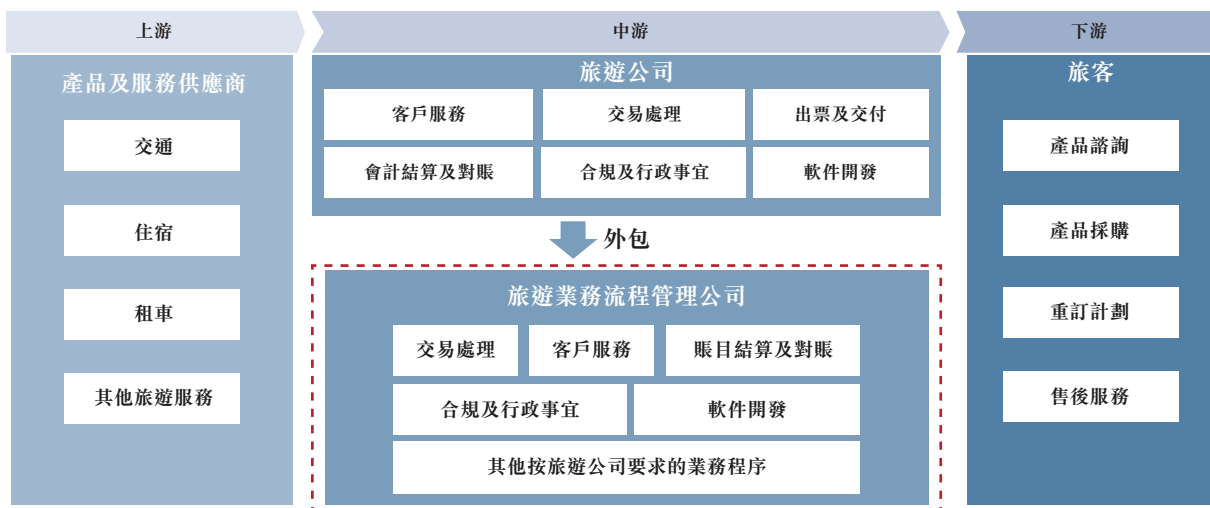 上游
中游
下游
產品及服務供應商
交通
住宿
租車
其他旅遊服務
旅遊公司
客戶服務
交易處理
出票及交付
會計結算及對賬
合規及行政事宜
軟件開發
外包
旅遊業務流程管理公司
交易處理
客戶服務
賬目結算及對賬
合規及行政事宜
軟件開發
其他按旅遊公司要求的業務程序
旅客
產品諮詢
產品採購
重訂計劃
售後服務